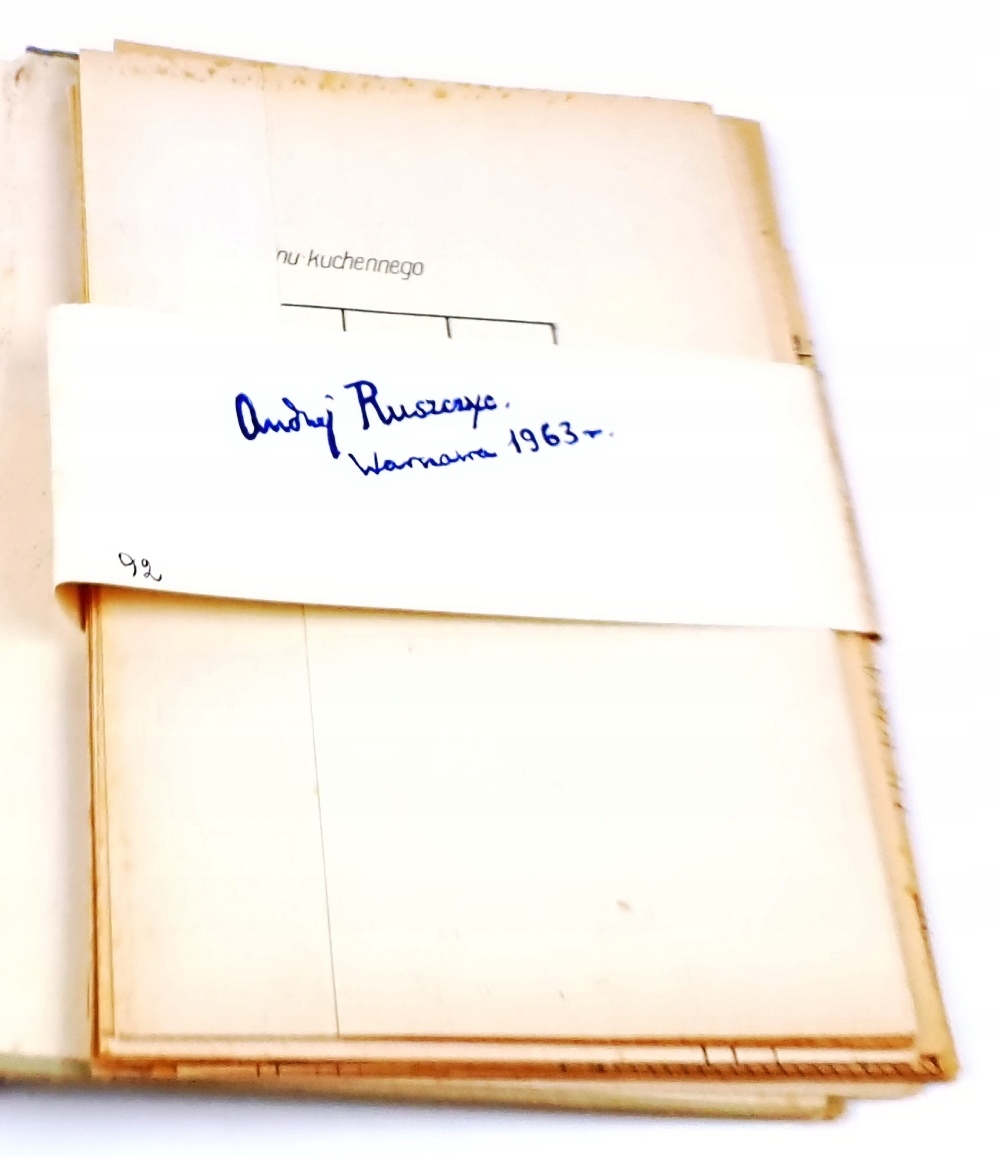 nu kuchennego
Andrzej Ruszczyc.
Warszawa 1963 r.
92